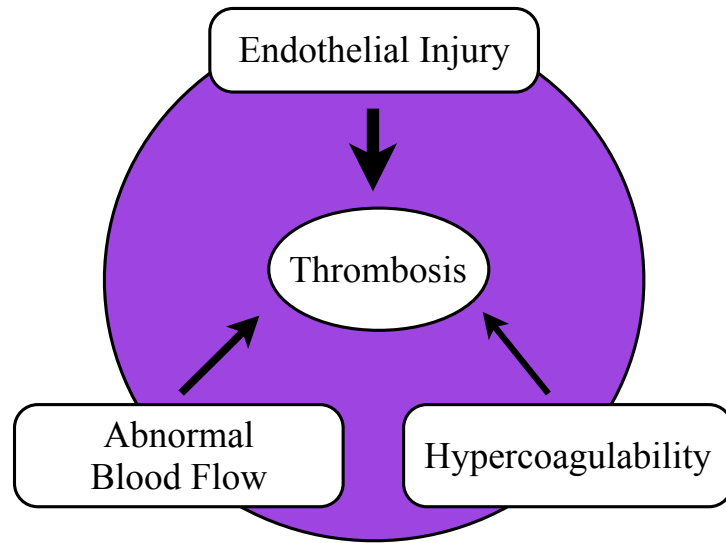 Endothelial Injury
Thrombosis
Abnormal
Blood Flow
Hypercoagulability